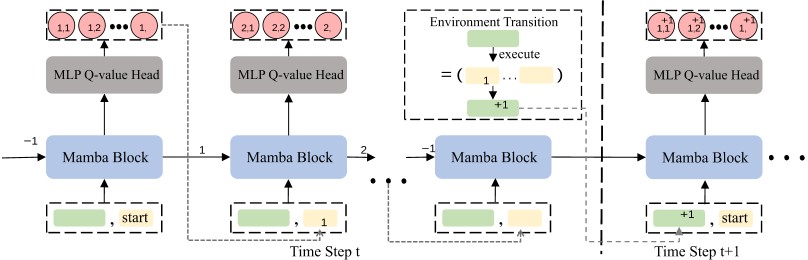 1,1 1,2 ••• 1,
2,1 2,2 ••• 2,
Environment Transition
execute
= ( 1 ... )
+1
+1 1,1 +1 1,2 ••• +1 1,
MLP Q-value Head
MLP Q-value Head
MLP Q-value Head
−1
Mamba Block
1
Mamba Block
2
•••
−1
Mamba Block
Mamba Block
•••
, start
, 1
,
+1 , start
Time Step t
Time Step t+1